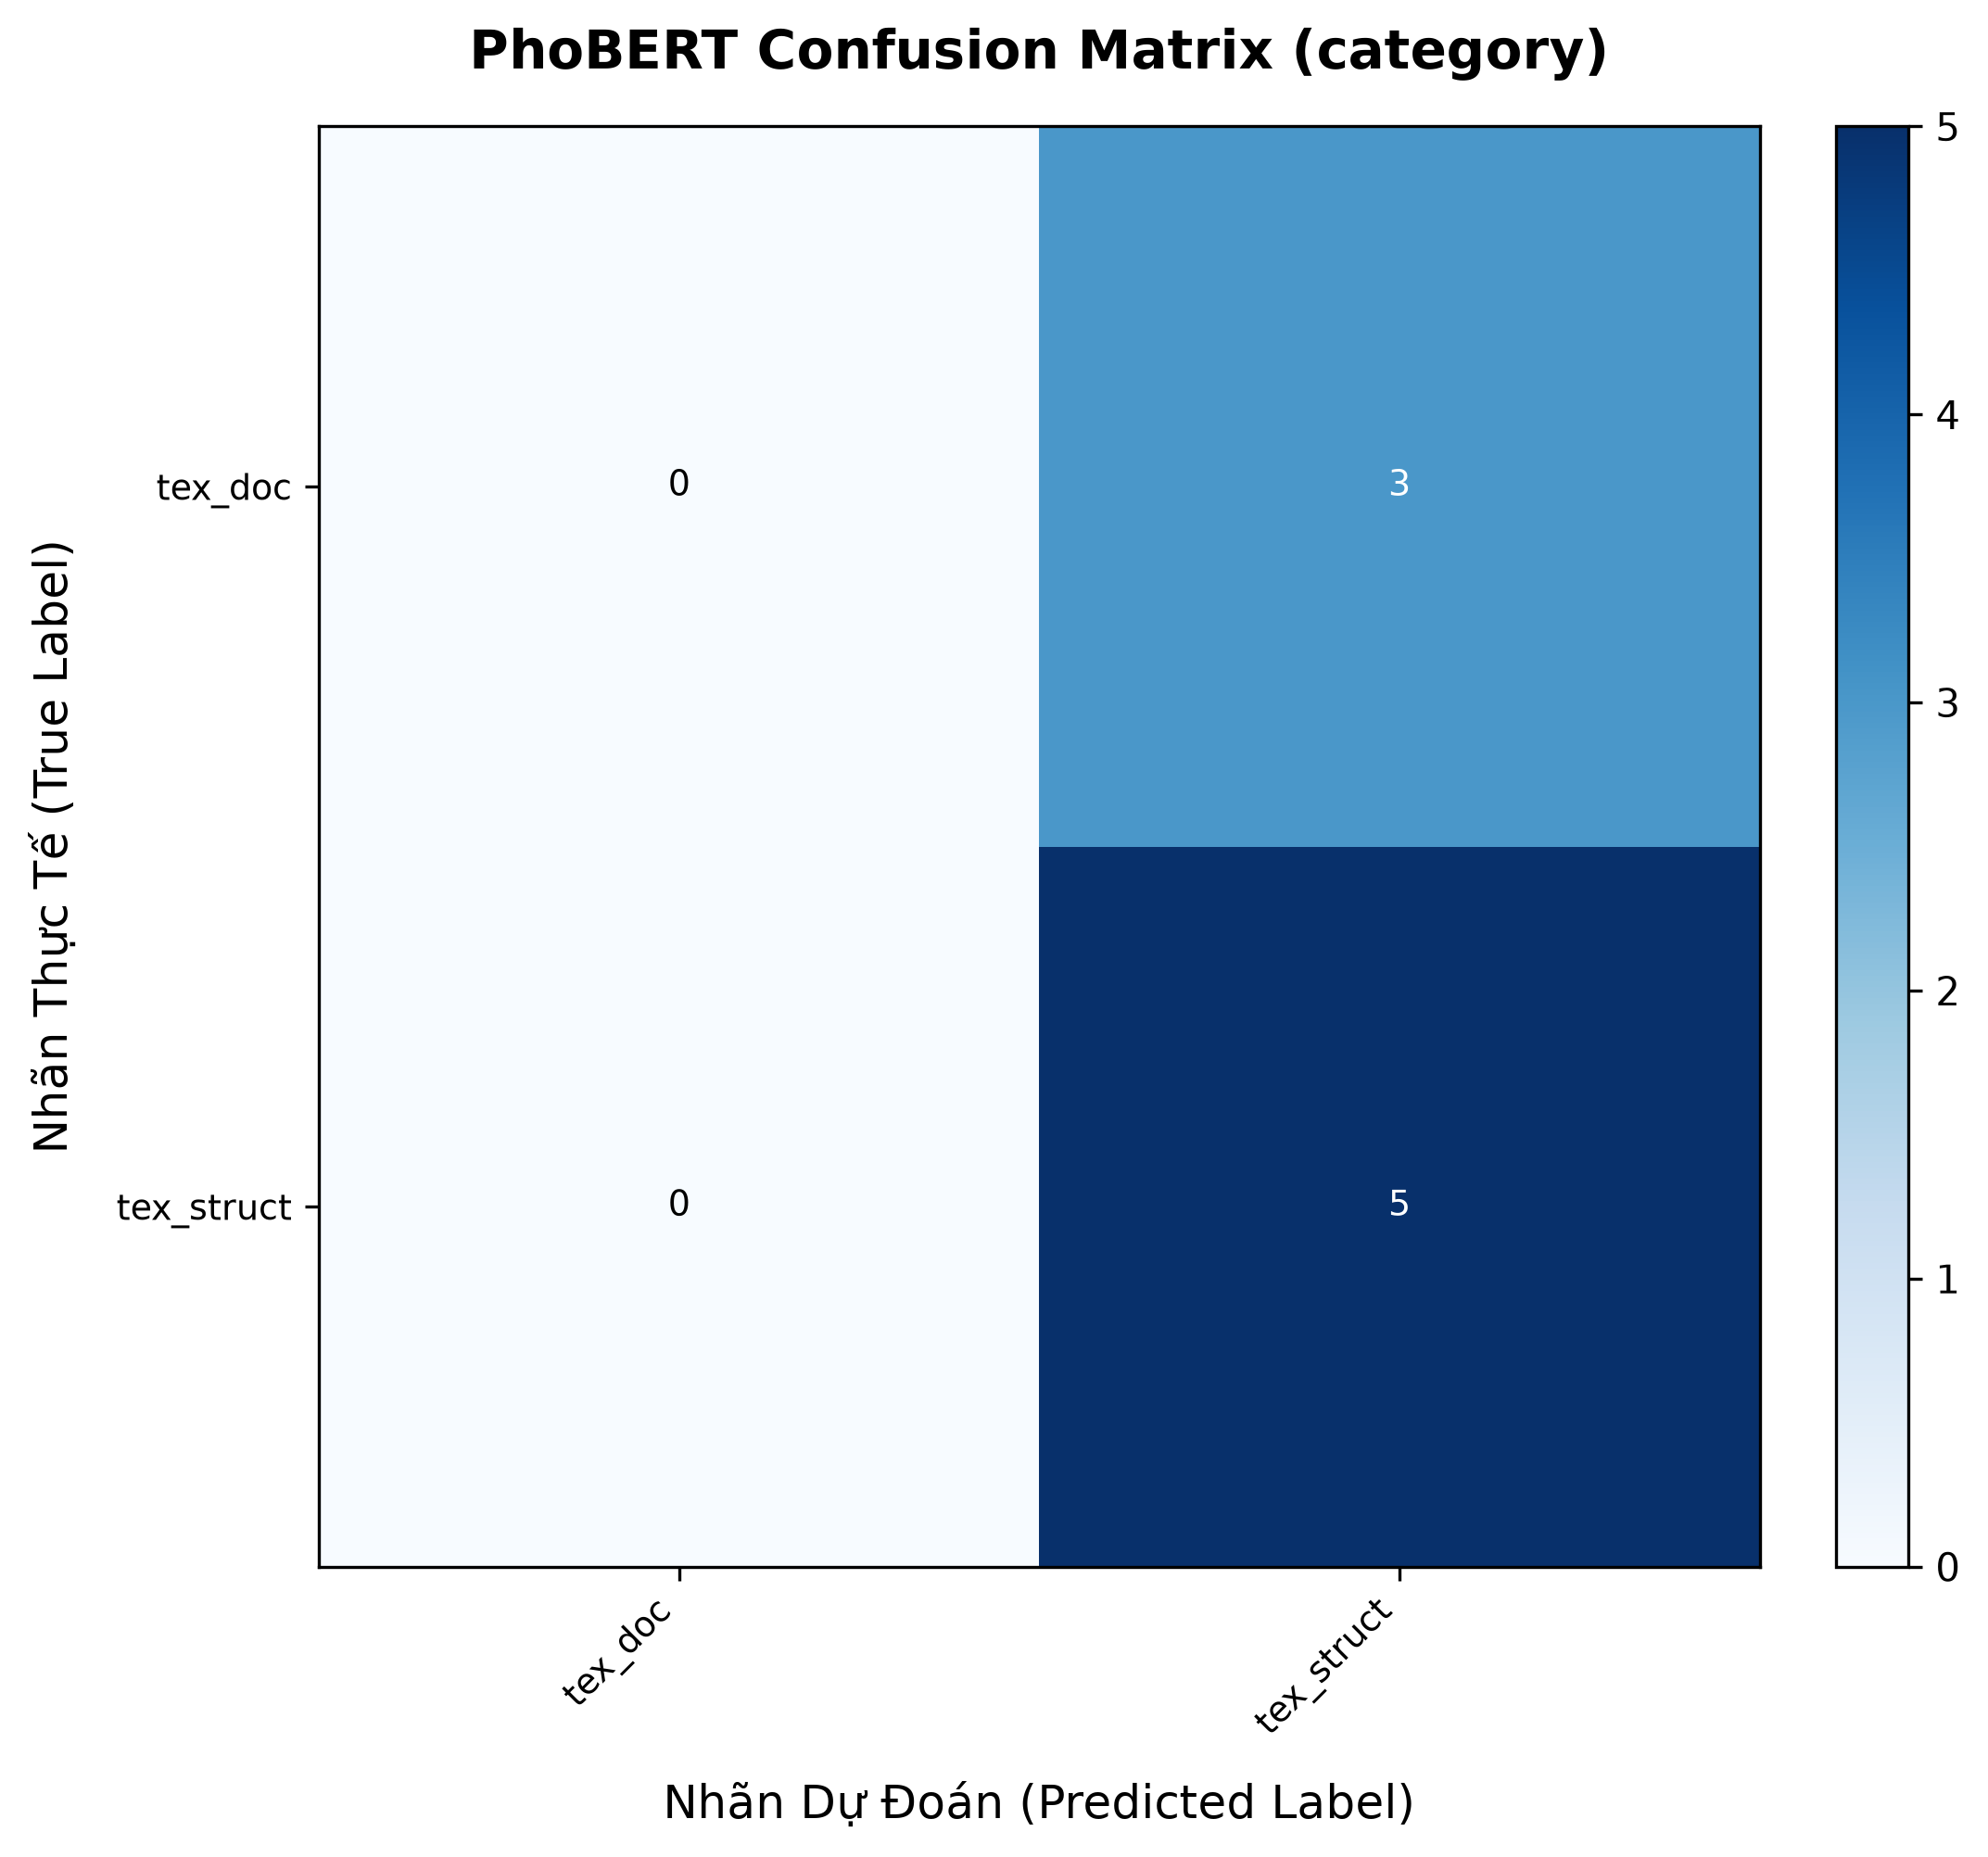 PhoBERT Confusion Matrix (category)
Nhãn Thực Tế (True Label)
tex_doc
tex_struct
0
3
0
5
tex_doc
tex_struct
Nhãn Dự Đoán (Predicted Label)
5
4
3
2
1
0